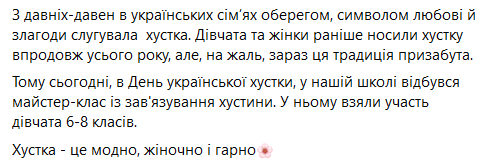 З давніх-давен в українських сім'ях оберегом, символом любові й
злагоди слугувала  хустка. Дівчата та жінки раніше носили хустку
впродовж усього року, але, на жаль, зараз ця традиція призабута.
Тому сьогодні, в День української хустки, у нашій школі відбувся
майстер-клас із зав'язування хустини. У ньому взяли участь
дівчата 6-8 класів.
Хустка - це модно, жіночно і гарно🌸